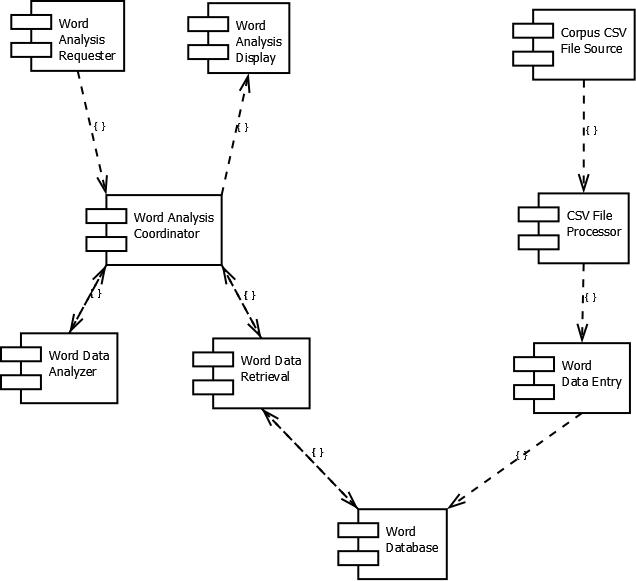 Word
Analysis
Requester
Word
Analysis
Display
Corpus CSV
File Source
{ }
{ }
{ }
Word Analysis
Coordinator
CSV File
Processor
{ }
{ }
{ }
Word Data
Analyzer
Word Data
Retrieval
Word
Data Entry
{ }
{ }
Word
Database